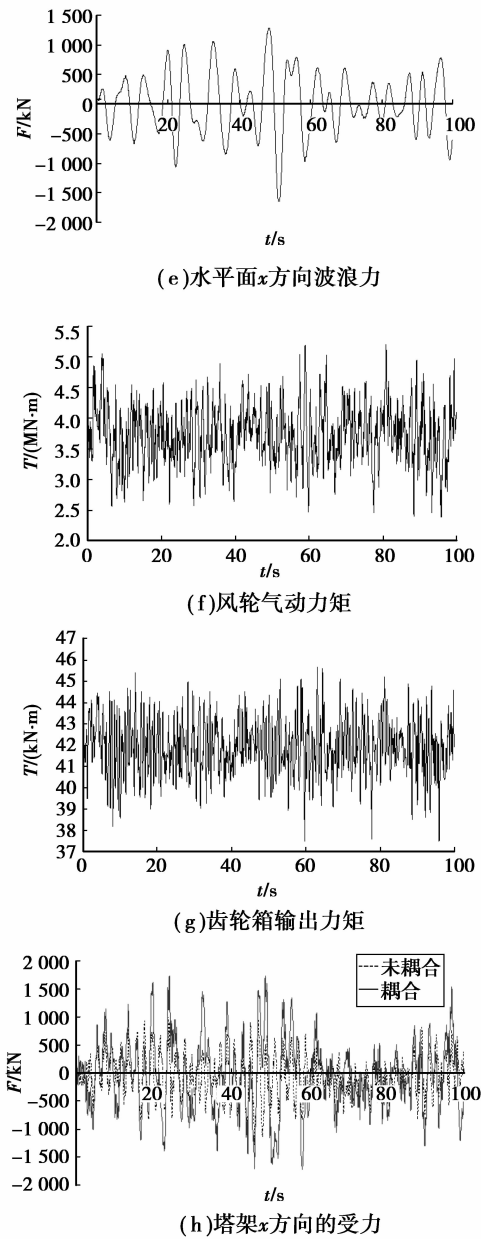 1 500
1 000
500
0
−500
−1 000
−1 500
−2 000
F/kN
20 40 60 80 100
t/s
(e)水平面x方向波浪力
5.5
5.0
4.5
4.0
3.5
3.0
2.5
2.0
T/(MN·m)
0 20 40 60 80 100
t/s
(f)风轮气动力矩
47
46
45
44
43
42
41
40
39
38
37
T/(kN·m)
0 20 40 60 80 100
t/s
(g)齿轮箱输出力矩
2 000
1 500
1 000
500
0
−500
−1 000
−1 500
−2 000
F/kN
未耦合
耦合
20 40 60 80 100
t/s
(h)塔架x方向的受力